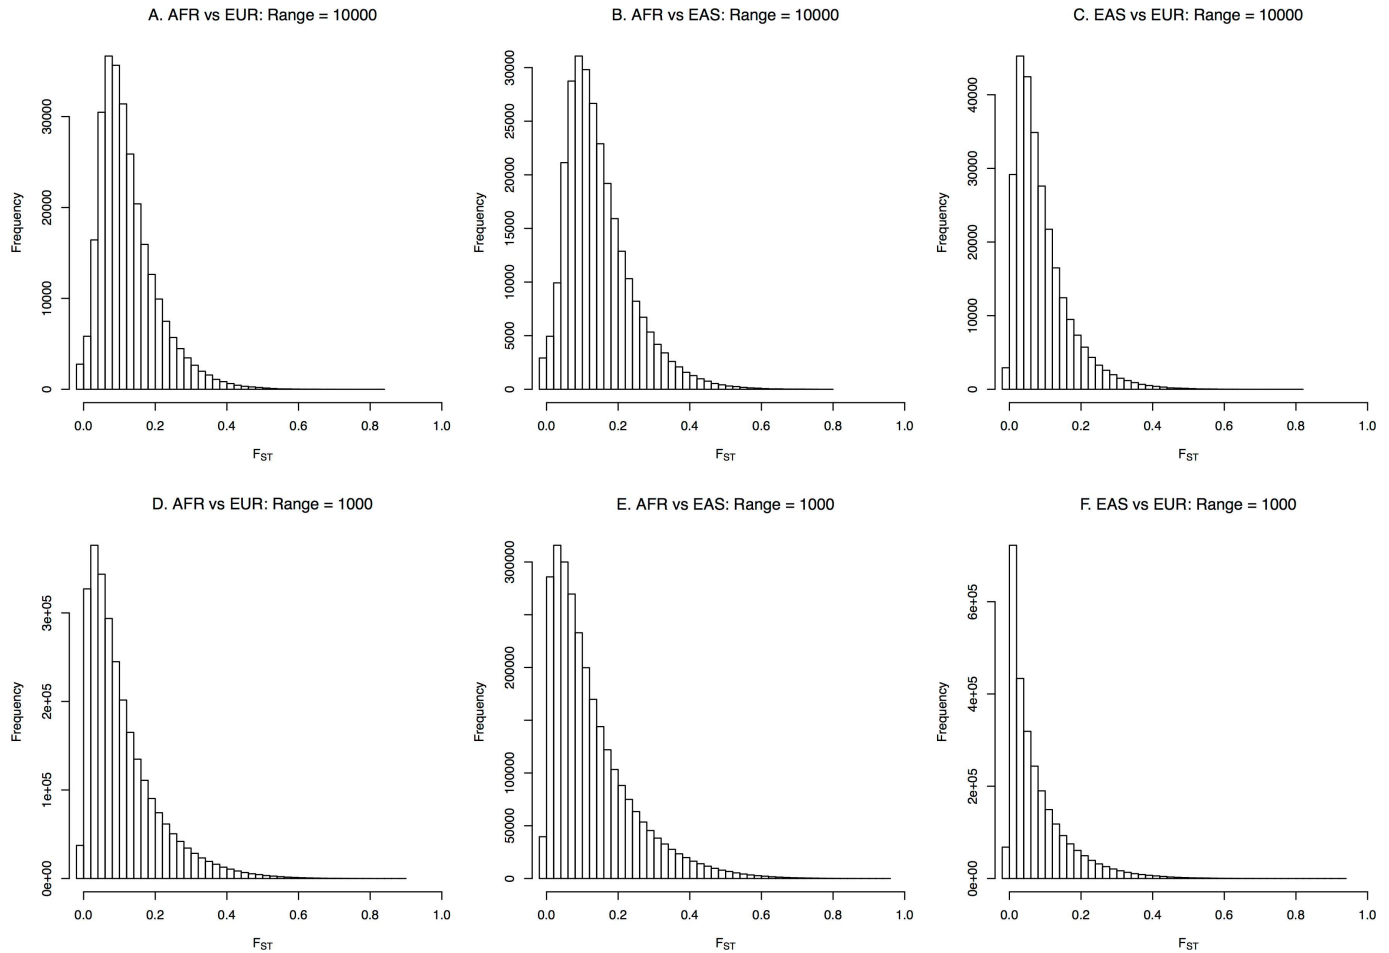 A. AFR vs EUR: Range = 10000
Frequency
0
10000
20000
30000
0.0 0.2 0.4 0.6 0.8 1.0
FST
B. AFR vs EAS: Range = 10000
Frequency
0
5000
10000
15000
20000
25000
30000
0.0 0.2 0.4 0.6 0.8 1.0
FST
C. EAS vs EUR: Range = 10000
Frequency
0
10000
20000
30000
40000
0.0 0.2 0.4 0.6 0.8 1.0
FST
D. AFR vs EUR: Range = 1000
Frequency
0e+00
1e+05
2e+05
3e+05
0.0 0.2 0.4 0.6 0.8 1.0
FST
E. AFR vs EAS: Range = 1000
Frequency
0
50000
100000
200000
300000
0.0 0.2 0.4 0.6 0.8 1.0
FST
F. EAS vs EUR: Range = 1000
Frequency
0e+00
2e+05
4e+05
6e+05
0.0 0.2 0.4 0.6 0.8 1.0
FST